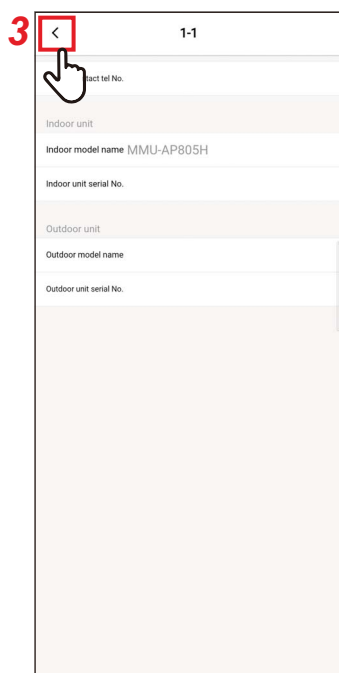 3
1-1
tact tel No.
Indoor unit
Indoor model name MMU-AP805H
Indoor unit serial No.
Outdoor unit
Outdoor model name
Outdoor unit serial No.